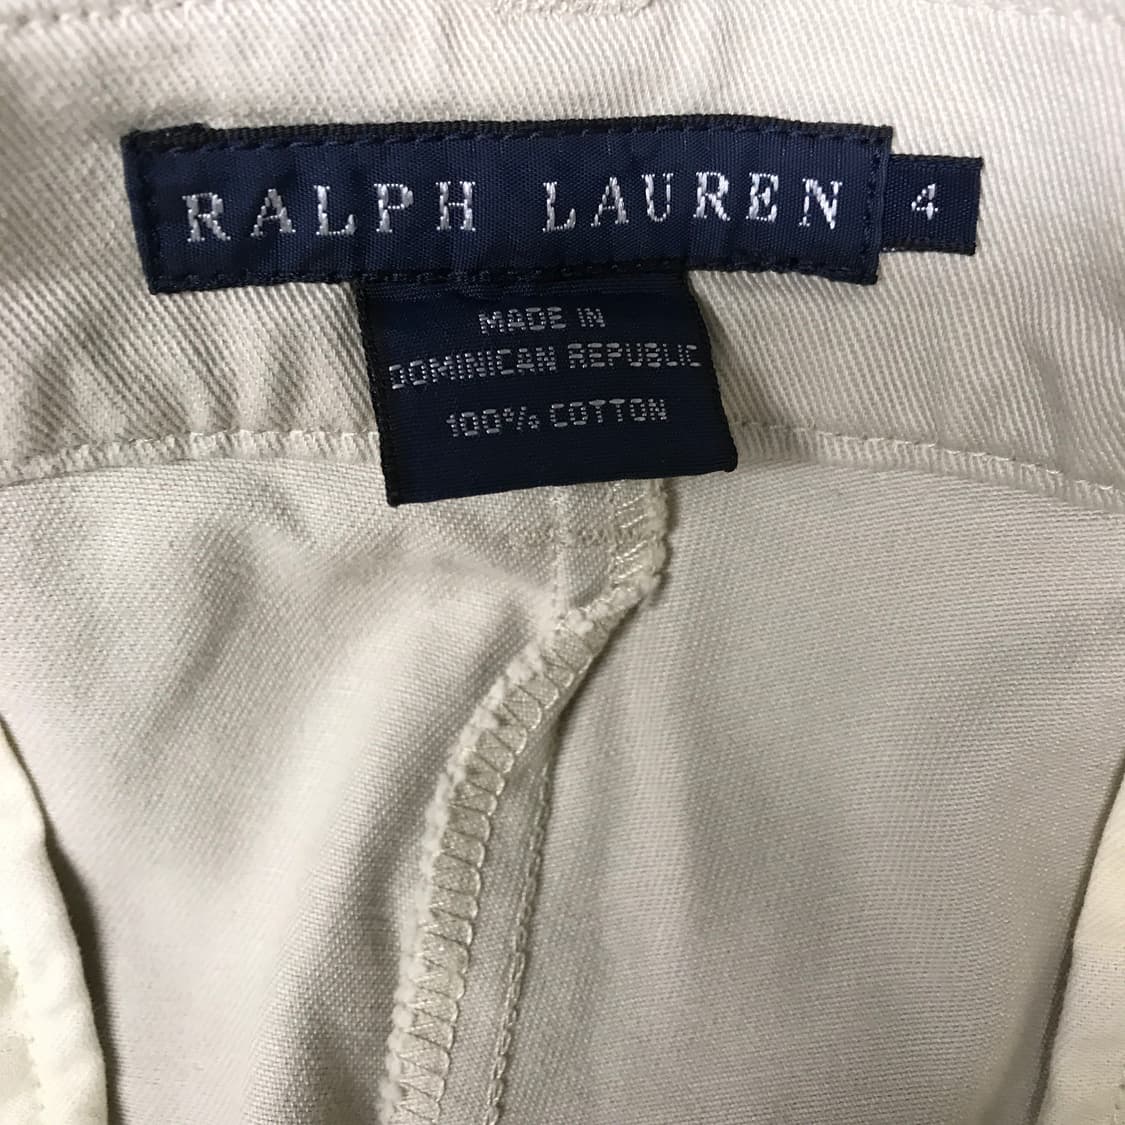 RALPH LAUREN 4
MADE IN
DOMINICAN REPUBLIC
100% COTTON